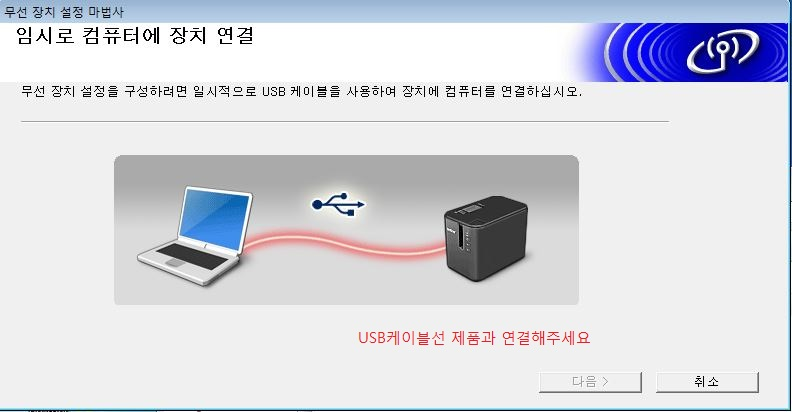 무선 장치 설정 마법사
임시로 컴퓨터에 장치 연결
무선 장치 설정을 구성하려면 일시적으로 USB 케이블을 사용하여 장치에 컴퓨터를 연결하십시오.
USB케이블선 제품과 연결해주세요
다음 >
취소